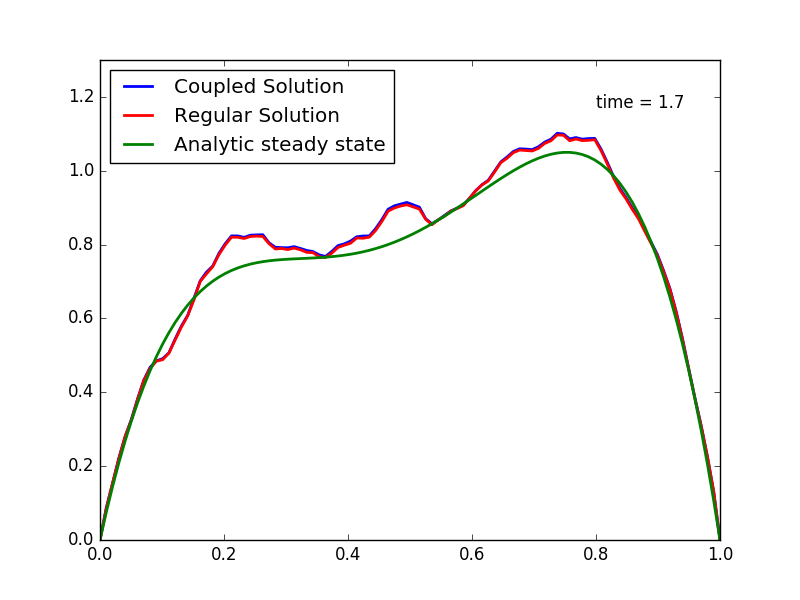 Coupled Solution
Regular Solution
Analytic steady state
time = 1.7
1.2
1.0
0.8
0.6
0.4
0.2
0.0
0.0 0.2 0.4 0.6 0.8 1.0